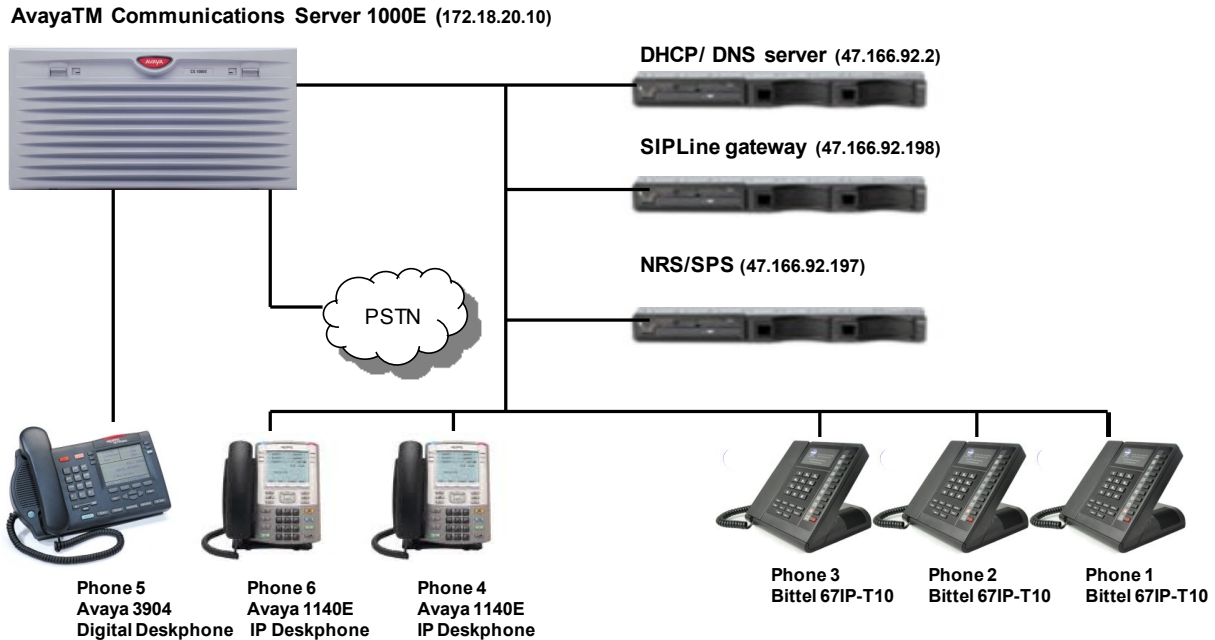 AvayaTM Communications Server 1000E (172.18.20.10)
AVAYA
CS 1000E
DHCP/ DNS server (47.166.92.2)
SIPLine gateway (47.166.92.198)
NRS/SPS (47.166.92.197)
PSTN
Phone 5
Avaya 3904
Digital Deskphone
Phone 6
Avaya 1140E
IP Deskphone
Phone 4
Avaya 1140E
IP Deskphone
Phone 3
Bittel 67IP-T10
Phone 2
Bittel 67IP-T10
Phone 1
Bittel 67IP-T10